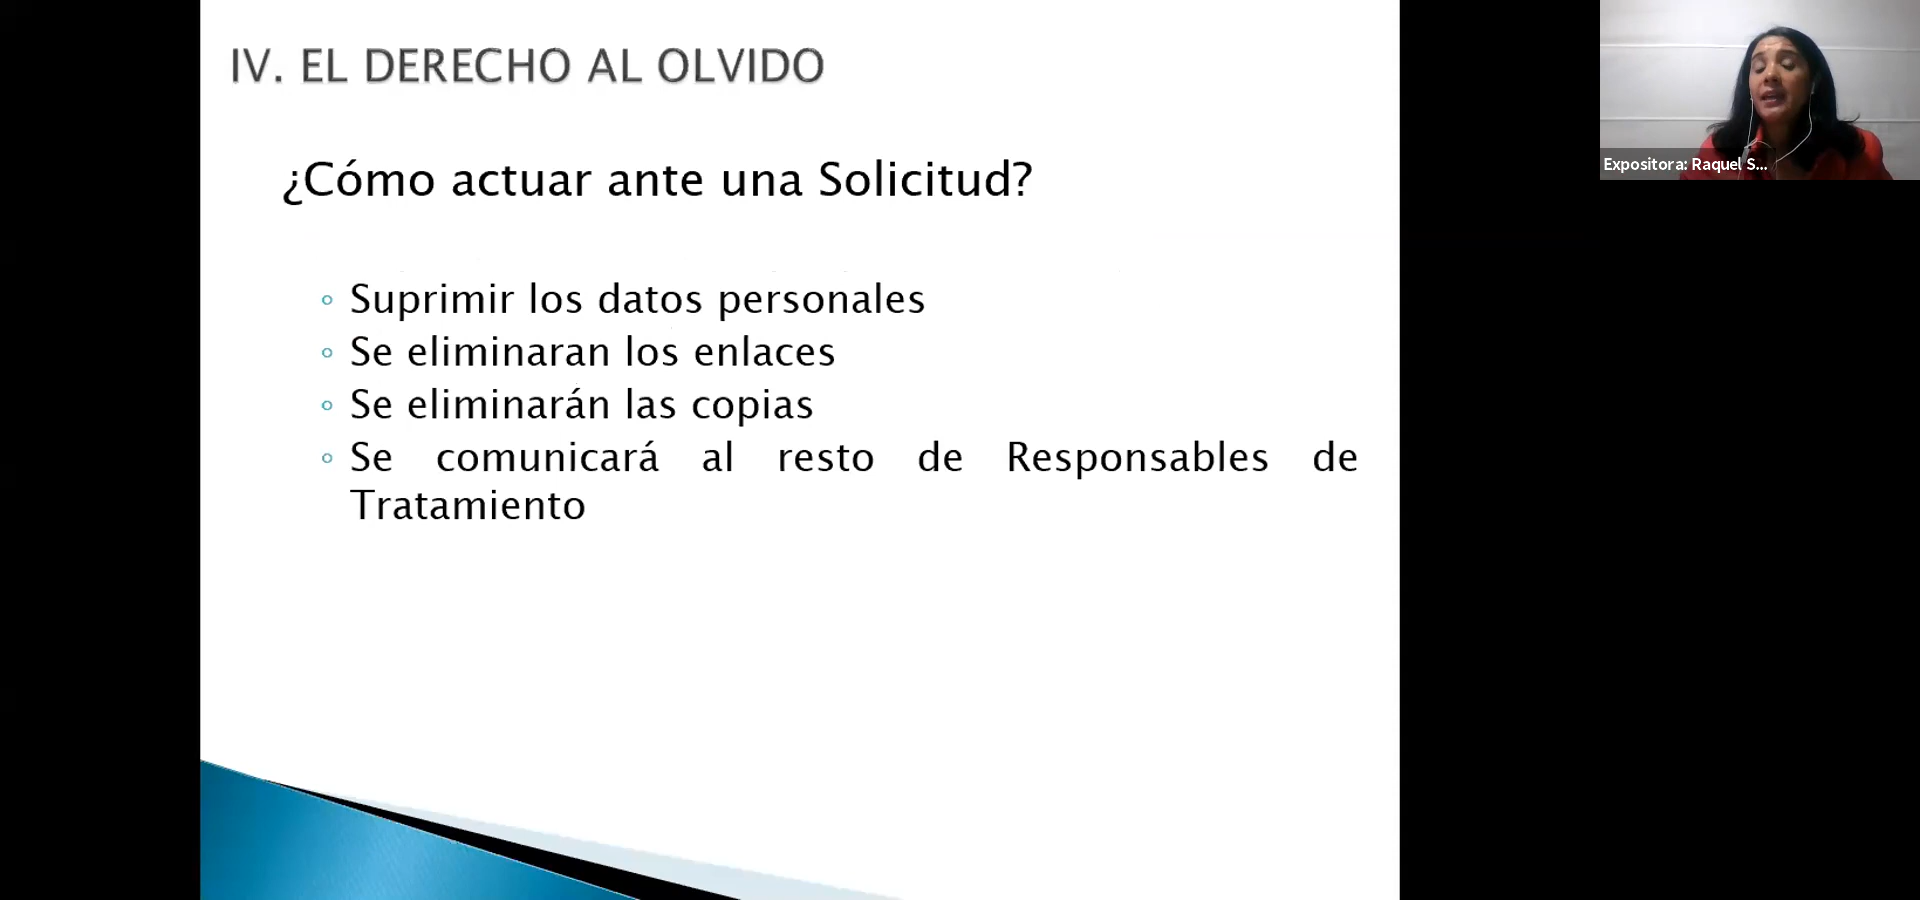 IV. EL DERECHO AL OLVIDO
¿Cómo actuar ante una Solicitud?
Suprimir los datos personales
Se eliminaran los enlaces
Se eliminarán las copias
Se comunicará al resto de Responsables de
Tratamiento
Expositora: Raquel S...